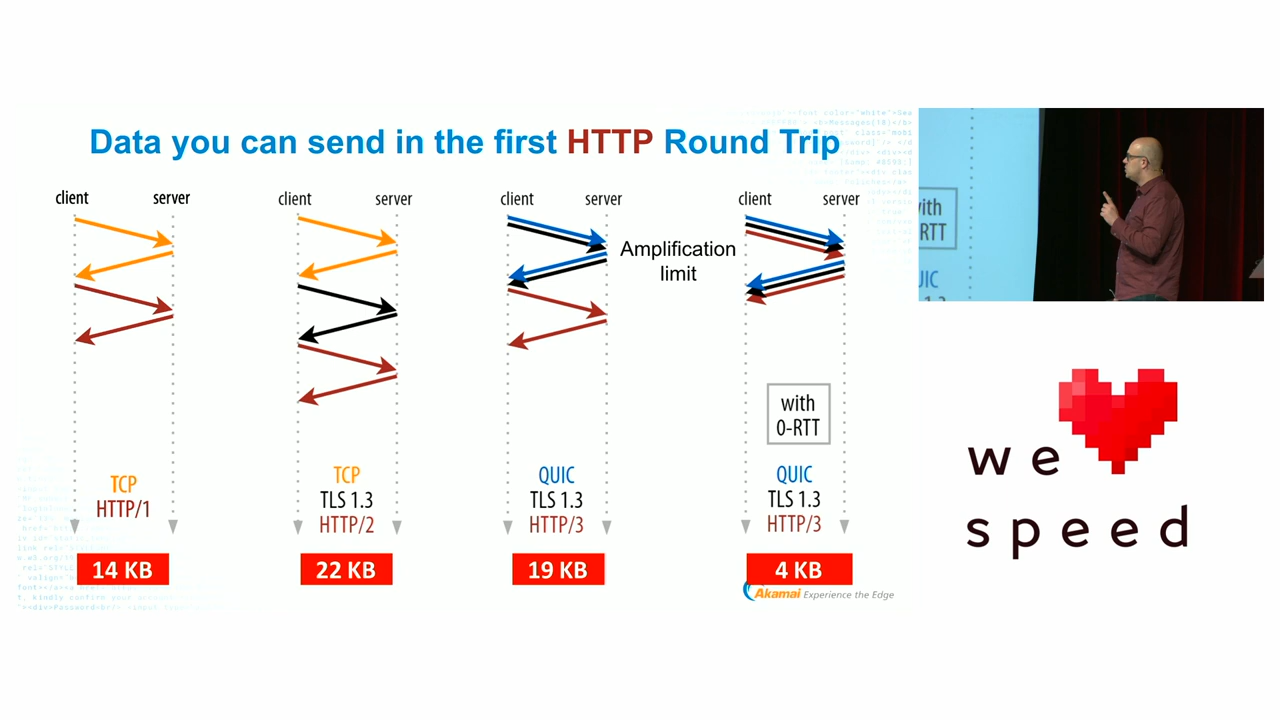 Data you can send in the first HTTP Round Trip
client server
client server
client server
client server
Amplification
limit
with
0-RTT
TCP
HTTP/1
TCP
TLS 1.3
HTTP/2
QUIC
TLS 1.3
HTTP/3
QUIC
TLS 1.3
HTTP/3
14 KB
22 KB
19 KB
4 KB
Akamai Experience the Edge
RTT
we
speed